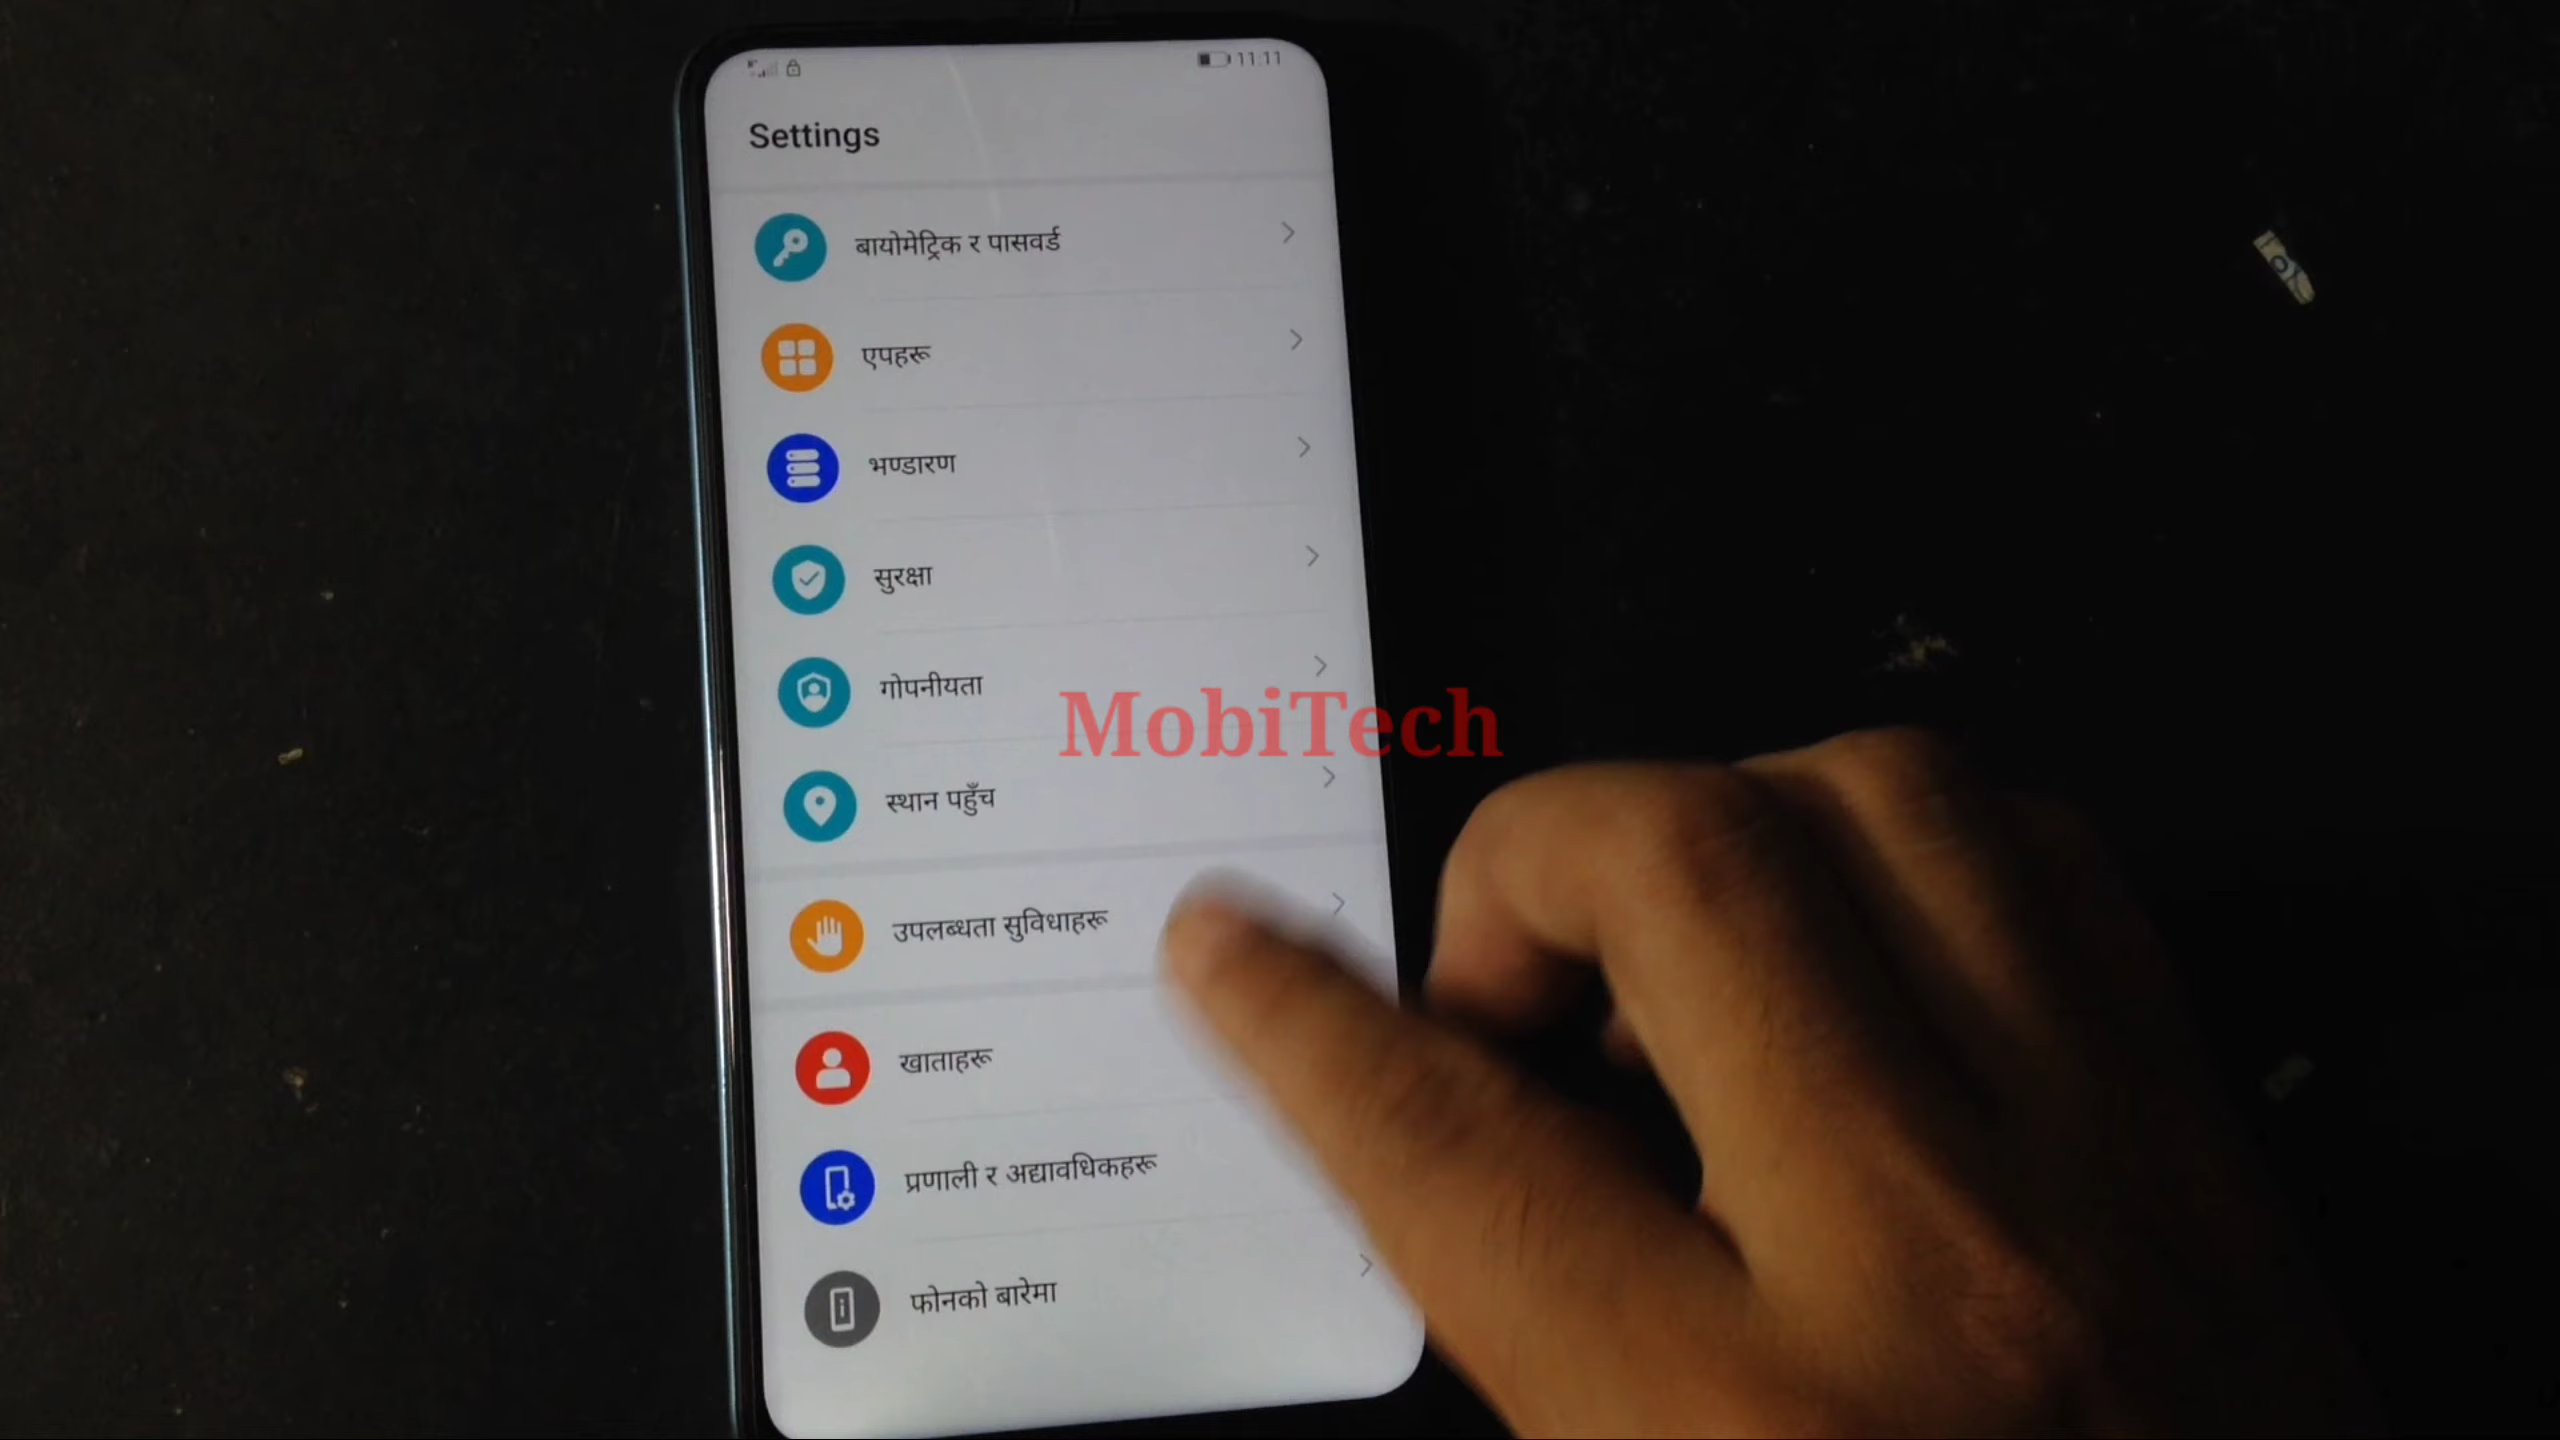 11:11
Settings
बायोमेट्रिक र पासवर्ड
एपहरू
भण्डारण
सुरक्षा
गोपनीयता
MobiTech
स्थान पहुँच
उपलब्धता सुविधाहरू
खाताहरू
प्रणाली र अद्यावधिकहरू
फोनको बारेमा